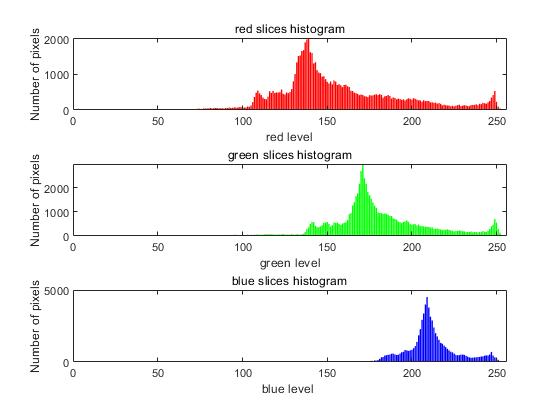 red slices histogram
Number of pixels
2000
1000
0
0 50 100 150 200 250
red level
green slices histogram
Number of pixels
2000
1000
0
0 50 100 150 200 250
green level
blue slices histogram
Number of pixels
5000
0
0 50 100 150 200 250
blue level